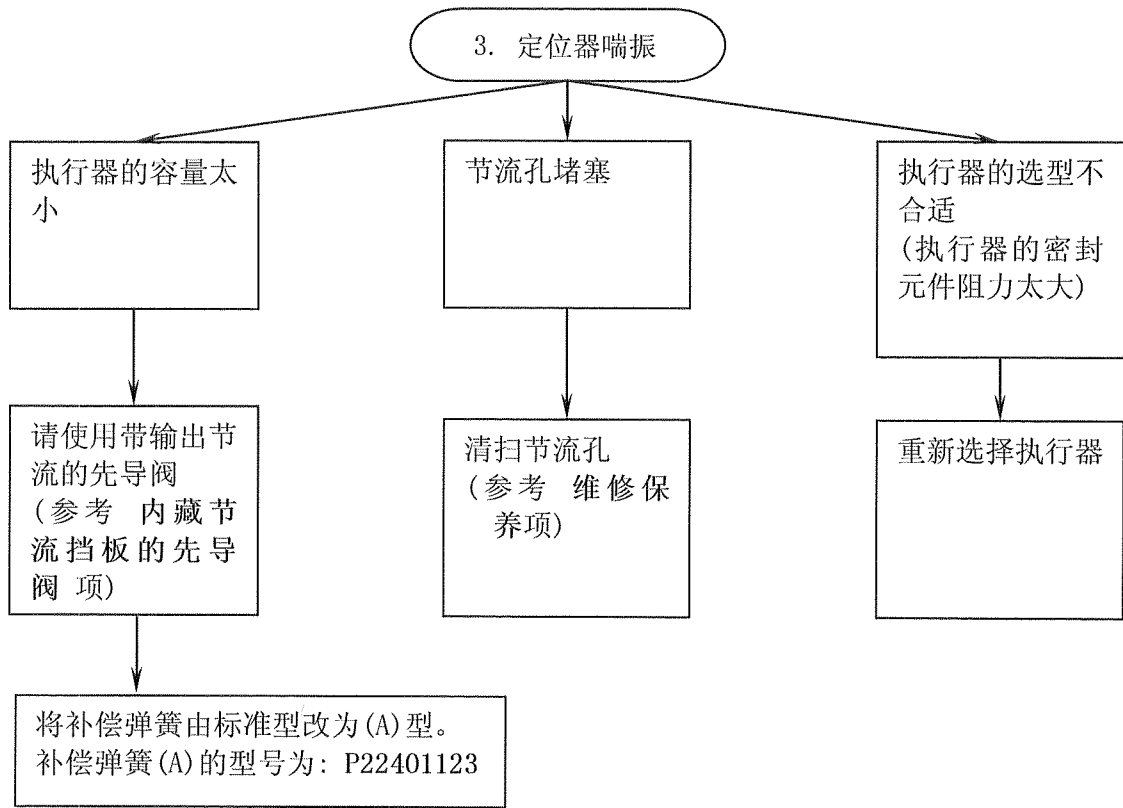 3. 定位器喘振
执行器的容量太
小
节流孔堵塞
执行器的选型不
合适
(执行器的密封
元件阻力太大)
请使用带输出节
流的先导阀
(参考 内藏节
流挡板的先导
阀 项)
清扫节流孔
(参考 维修保
养项)
重新选择执行器
将补偿弹簧由标准型改为(A)型。
补偿弹簧(A)的型号为: P22401123